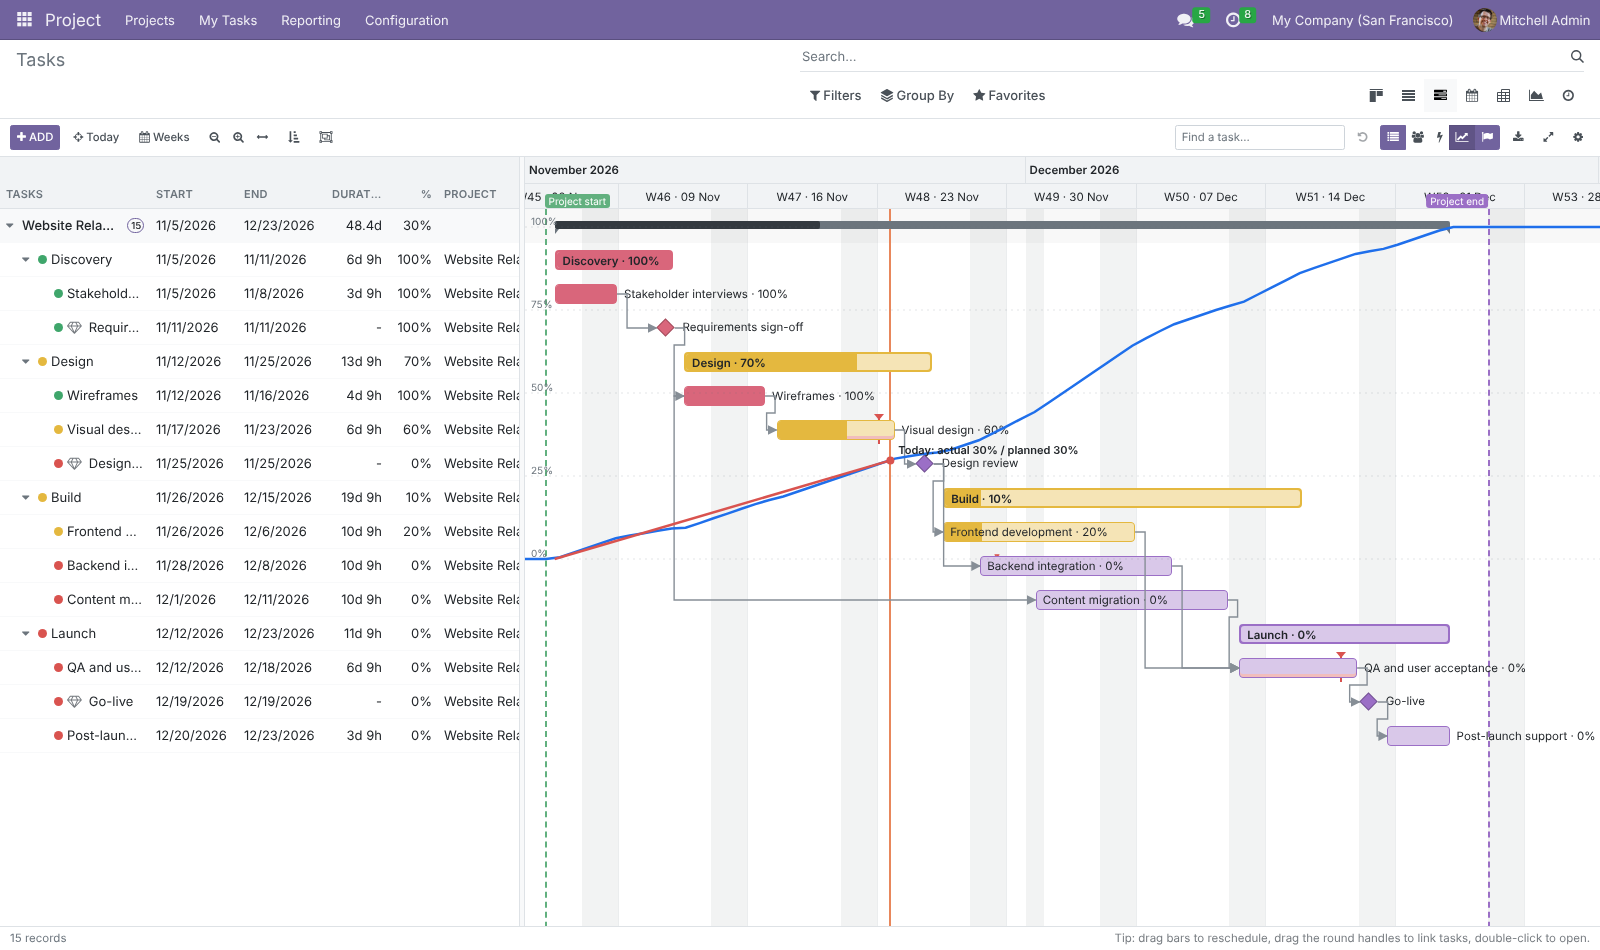 Project Projects My Tasks Reporting Configuration 5 8 My Company (San Francisco) Mitchell Admin
Tasks
Search...
Filters Group By Favorites
ADD Today Weeks Find a task...
November 2026 December 2026
TASKS START END DURAT... % PROJECT
W46 · 09 Nov W47 · 16 Nov W48 · 23 Nov W49 · 30 Nov W50 · 07 Dec W51 · 14 Dec W53 · 28
Project start Project end
Website Rela... 15 11/5/2026 12/23/2026 48.4d 30%
100%
Discovery 11/5/2026 11/11/2026 6d 9h 100% Website Rela
Discovery · 100%
Stakehold... 11/5/2026 11/8/2026 3d 9h 100% Website Rela
Stakeholder interviews · 100%
75%
Requir... 11/11/2026 11/11/2026 - 100% Website Rela
Requirements sign-off
Design 11/12/2026 11/25/2026 13d 9h 70% Website Rela
Design · 70%
50%
Wireframes 11/12/2026 11/16/2026 4d 9h 100% Website Rela
Wireframes · 100%
Visual des... 11/17/2026 11/23/2026 6d 9h 60% Website Rela
Visual design · 60%
Today: actual 30% / planned 30%
Design... 11/25/2026 11/25/2026 - 0% Website Rela
Design review
25%
Build 11/26/2026 12/15/2026 19d 9h 10% Website Rela
Build · 10%
Frontend ... 11/26/2026 12/6/2026 10d 9h 20% Website Rela
Frontend development · 20%
0%
Backend i... 11/28/2026 12/8/2026 10d 9h 0% Website Rela
Backend integration · 0%
Content m... 12/1/2026 12/11/2026 10d 9h 0% Website Rela
Content migration · 0%
Launch 12/12/2026 12/23/2026 11d 9h 0% Website Rela
Launch · 0%
QA and us... 12/12/2026 12/18/2026 6d 9h 0% Website Rela
QA and user acceptance · 0%
Go-live 12/19/2026 12/19/2026 - 0% Website Rela
Go-live
Post-laun... 12/20/2026 12/23/2026 3d 9h 0% Website Rela
Post-launch support · 0%
15 records
Tip: drag bars to reschedule, drag the round handles to link tasks, double-click to open.